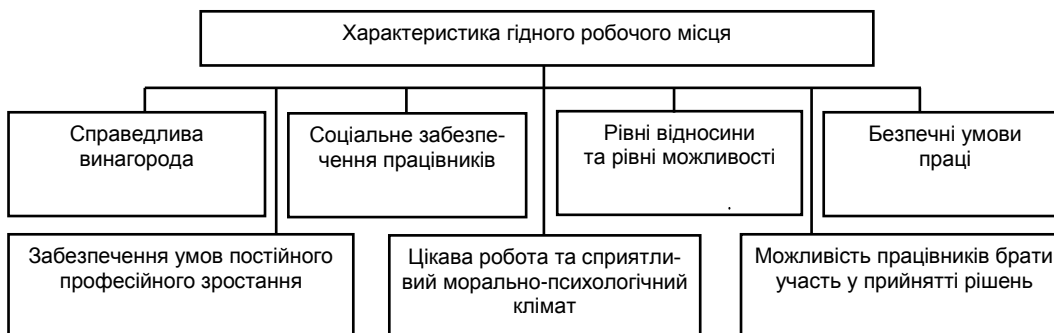 Характеристика гідного робочого місця
Справедлива
винагорода
Соціальне забезпе-
чення працівників
Рівні відносини
та рівні можливості
.
Безпечні умови
праці
Забезпечення умов постійного
професійного зростання
Цікава робота та сприятли-
вий морально-психологічний
клімат
Можливість працівників брати
участь у прийнятті рішень